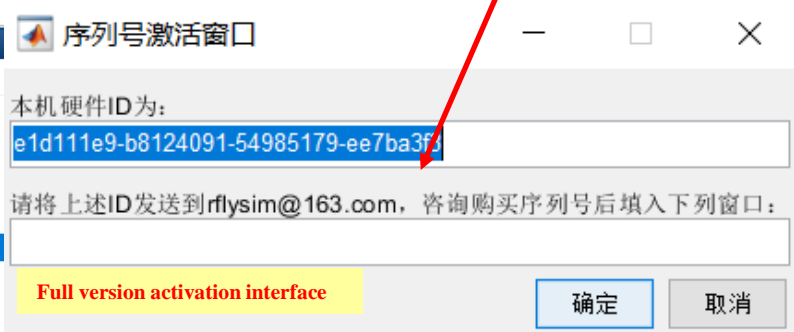 序列号激活窗口
本机硬件ID为：
e1d111e9-b8124091-54985179-ee7ba3f3
请将上述ID发送到rflysim@163.com，咨询购买序列号后填入下列窗口：
Full version activation interface
确定
取消